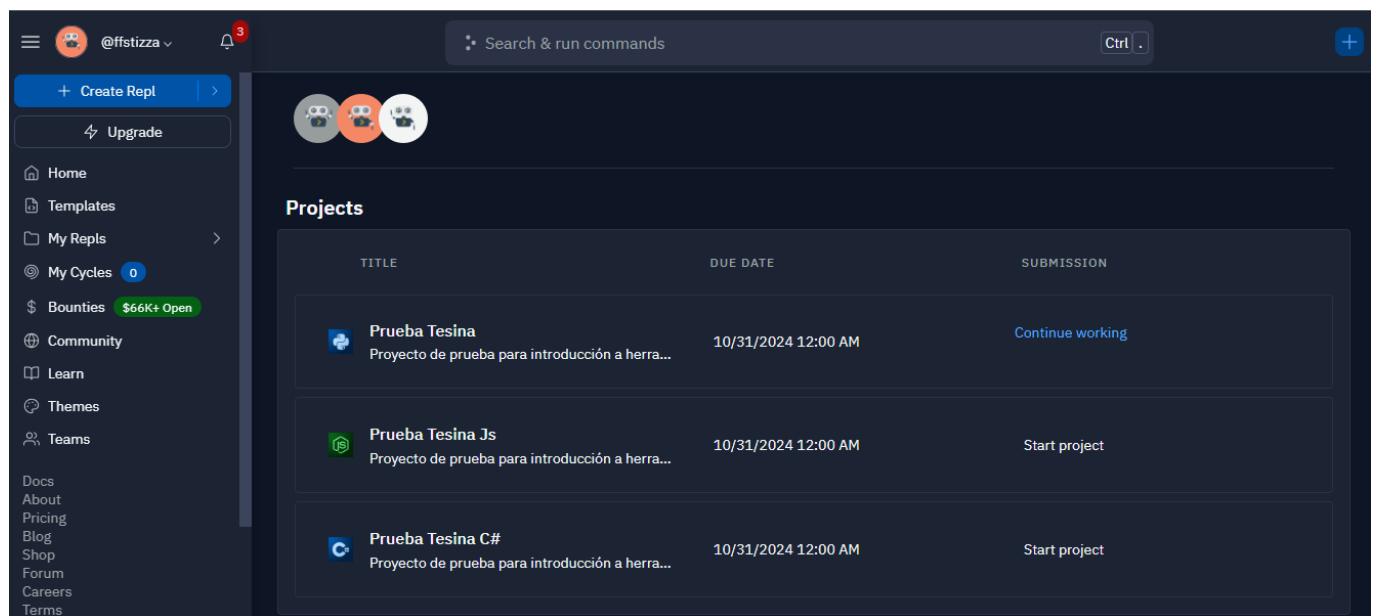 @ffstizza
3
Search & run commands
Ctrl .
+ Create Repl
Upgrade
Home
Templates
My Repls
My Cycles 0
$ Bounties $66K+ Open
Community
Learn
Themes
Teams
Docs
About
Pricing
Blog
Shop
Forum
Careers
Terms
Projects
TITLE DUE DATE SUBMISSION
Prueba Tesina
Proyecto de prueba para introducción a herra...
10/31/2024 12:00 AM
Continue working
JS
Prueba Tesina Js
Proyecto de prueba para introducción a herra...
10/31/2024 12:00 AM
Start project
C#
Prueba Tesina C#
Proyecto de prueba para introducción a herra...
10/31/2024 12:00 AM
Start project